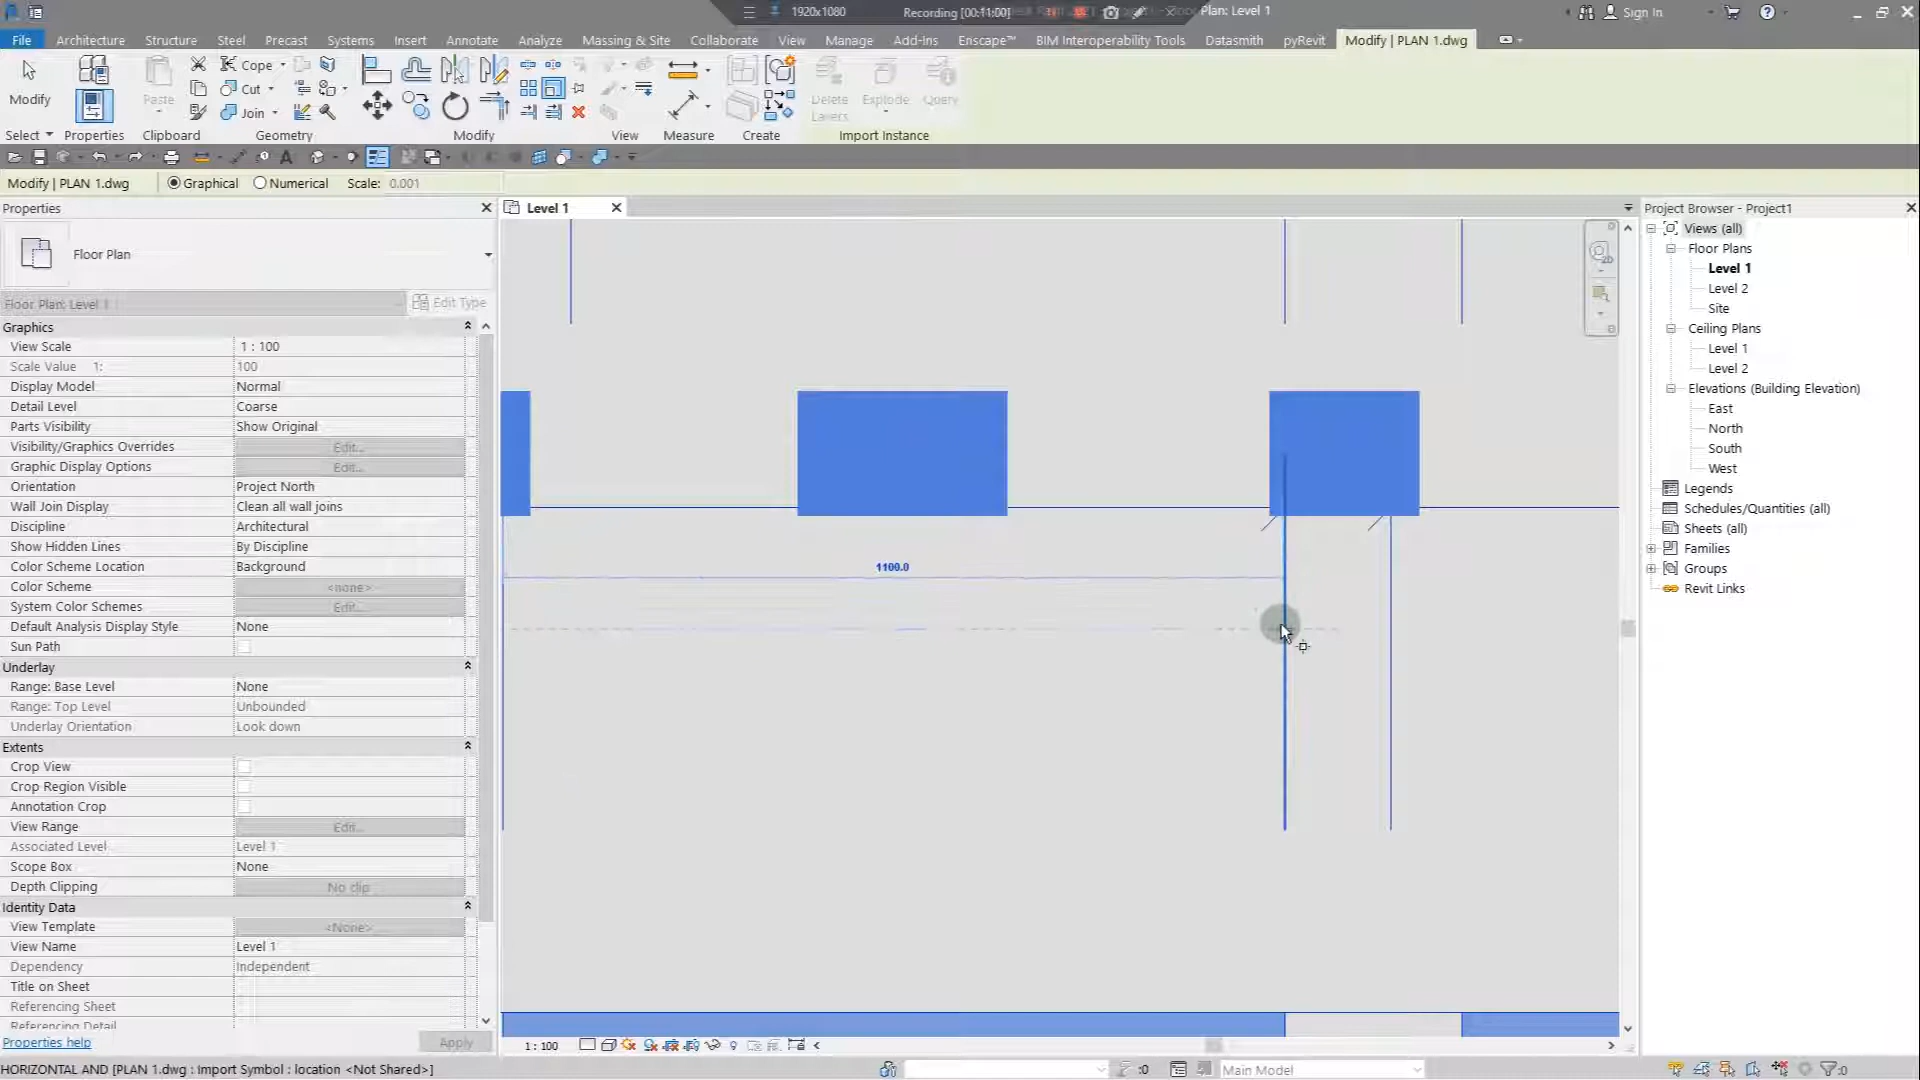 1920x1080
Recording [00:11:00]
Plan: Level 1
Sign In
File
Architecture
Structure
Steel
Precast
Systems
Insert
Annotate
Analyze
Massing & Site
Collaborate
View
Manage
Add-Ins
Enscape™
BIM Interoperability Tools
Datasmith
pyRevit
Modify | PLAN 1.dwg
Modify
Paste
Cope
Cut
Join
Delete Layers
Explode
Query
Select
Properties
Clipboard
Geometry
Modify
View
Measure
Create
Import Instance
Modify | PLAN 1.dwg
Graphical
Numerical
Scale: 0.001
Properties
Floor Plan
Floor Plan: Level 1
Edit Type
Graphics
View Scale 1 : 100
Scale Value 1: 100
Display Model Normal
Detail Level Coarse
Parts Visibility Show Original
Visibility/Graphics Overrides Edit...
Graphic Display Options Edit...
Orientation Project North
Wall Join Display Clean all wall joins
Discipline Architectural
Show Hidden Lines By Discipline
Color Scheme Location Background
Color Scheme <none>
System Color Schemes Edit...
Default Analysis Display Style None
Sun Path
Underlay
Range: Base Level None
Range: Top Level Unbounded
Underlay Orientation Look down
Extents
Crop View
Crop Region Visible
Annotation Crop
View Range Edit...
Associated Level Level 1
Scope Box None
Depth Clipping No clip
Identity Data
View Template <None>
View Name Level 1
Dependency Independent
Title on Sheet
Referencing Sheet
Referencing Detail
Properties help
Apply
Level 1
1100.0
1 : 100
Project Browser - Project1
Views (all)
Floor Plans
Level 1
Level 2
Site
Ceiling Plans
Level 1
Level 2
Elevations (Building Elevation)
East
North
South
West
Legends
Schedules/Quantities (all)
Sheets (all)
Families
Groups
Revit Links
HORIZONTAL AND [PLAN 1.dwg : Import Symbol : location <Not Shared>]
:0
Main Model
:0